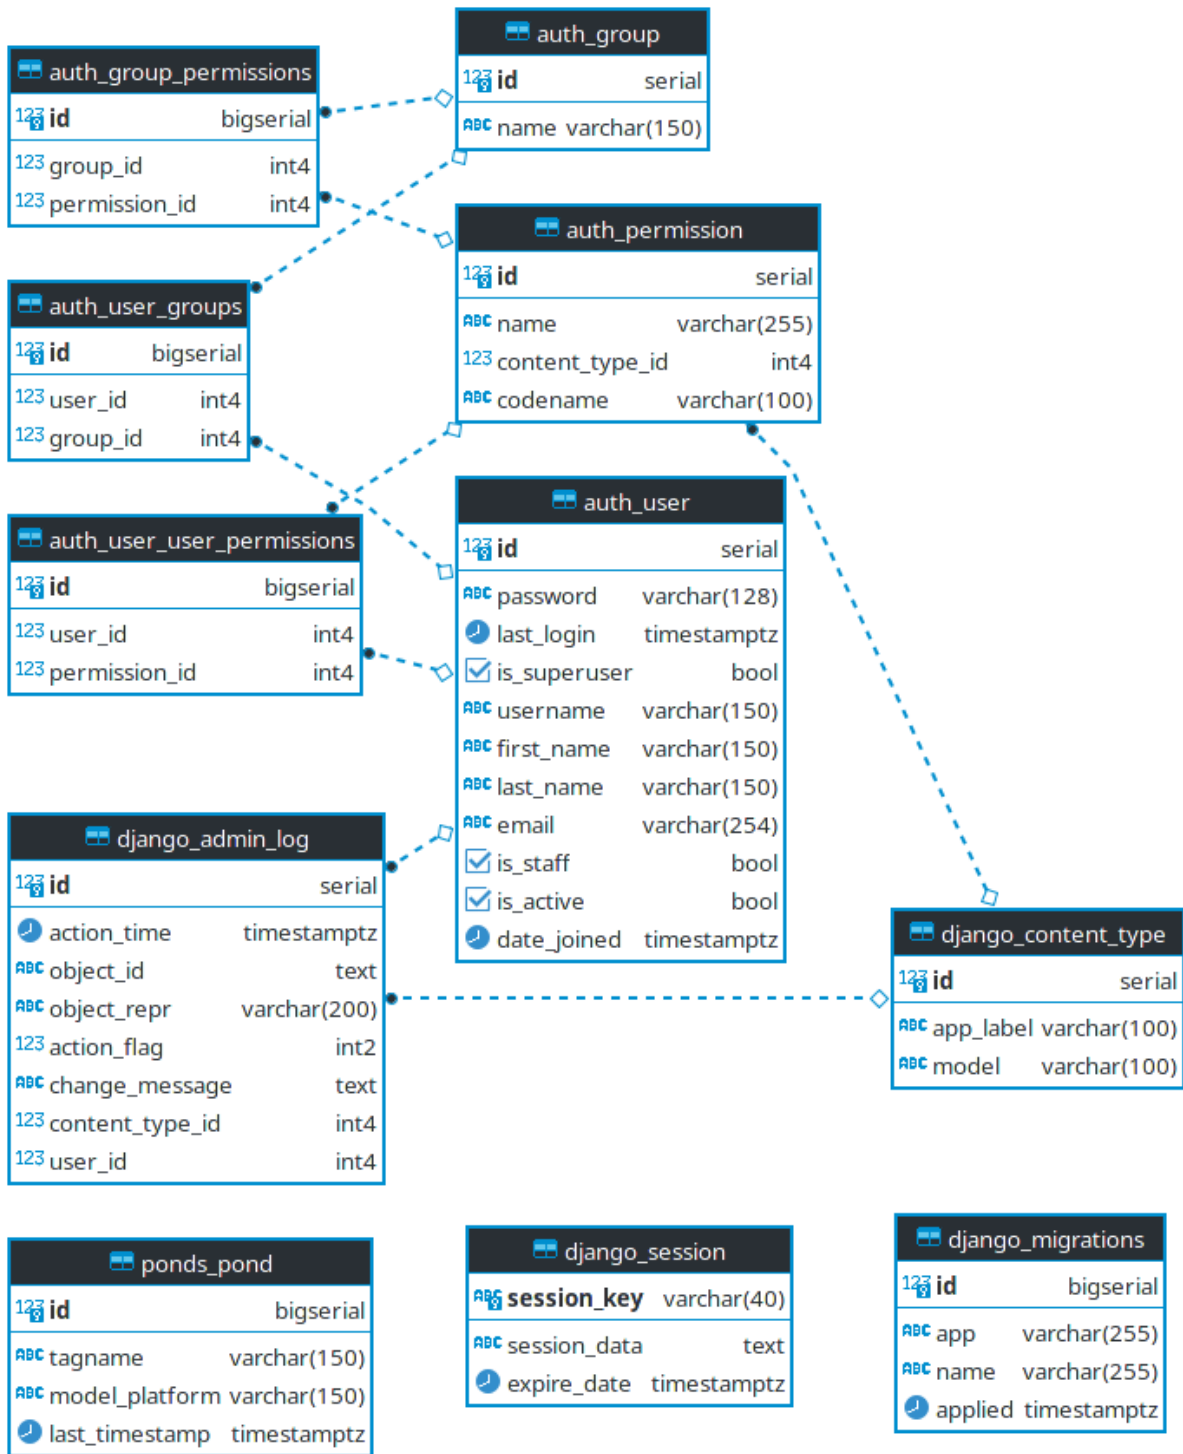 auth_group
id serial
name varchar(150)
auth_group_permissions
id bigserial
group_id int4
permission_id int4
auth_permission
id serial
name varchar(255)
content_type_id int4
codename varchar(100)
auth_user_groups
id bigserial
user_id int4
group_id int4
auth_user
id serial
password varchar(128)
last_login timestamptz
is_superuser bool
username varchar(150)
first_name varchar(150)
last_name varchar(150)
email varchar(254)
is_staff bool
is_active bool
date_joined timestamptz
auth_user_user_permissions
id bigserial
user_id int4
permission_id int4
django_admin_log
id serial
action_time timestamptz
object_id text
object_repr varchar(200)
action_flag int2
change_message text
content_type_id int4
user_id int4
django_content_type
id serial
app_label varchar(100)
model varchar(100)
ponds_pond
id bigserial
tagname varchar(150)
model_platform varchar(150)
last_timestamp timestamptz
django_session
session_key varchar(40)
session_data text
expire_date timestamptz
django_migrations
id bigserial
app varchar(255)
name varchar(255)
applied timestamptz